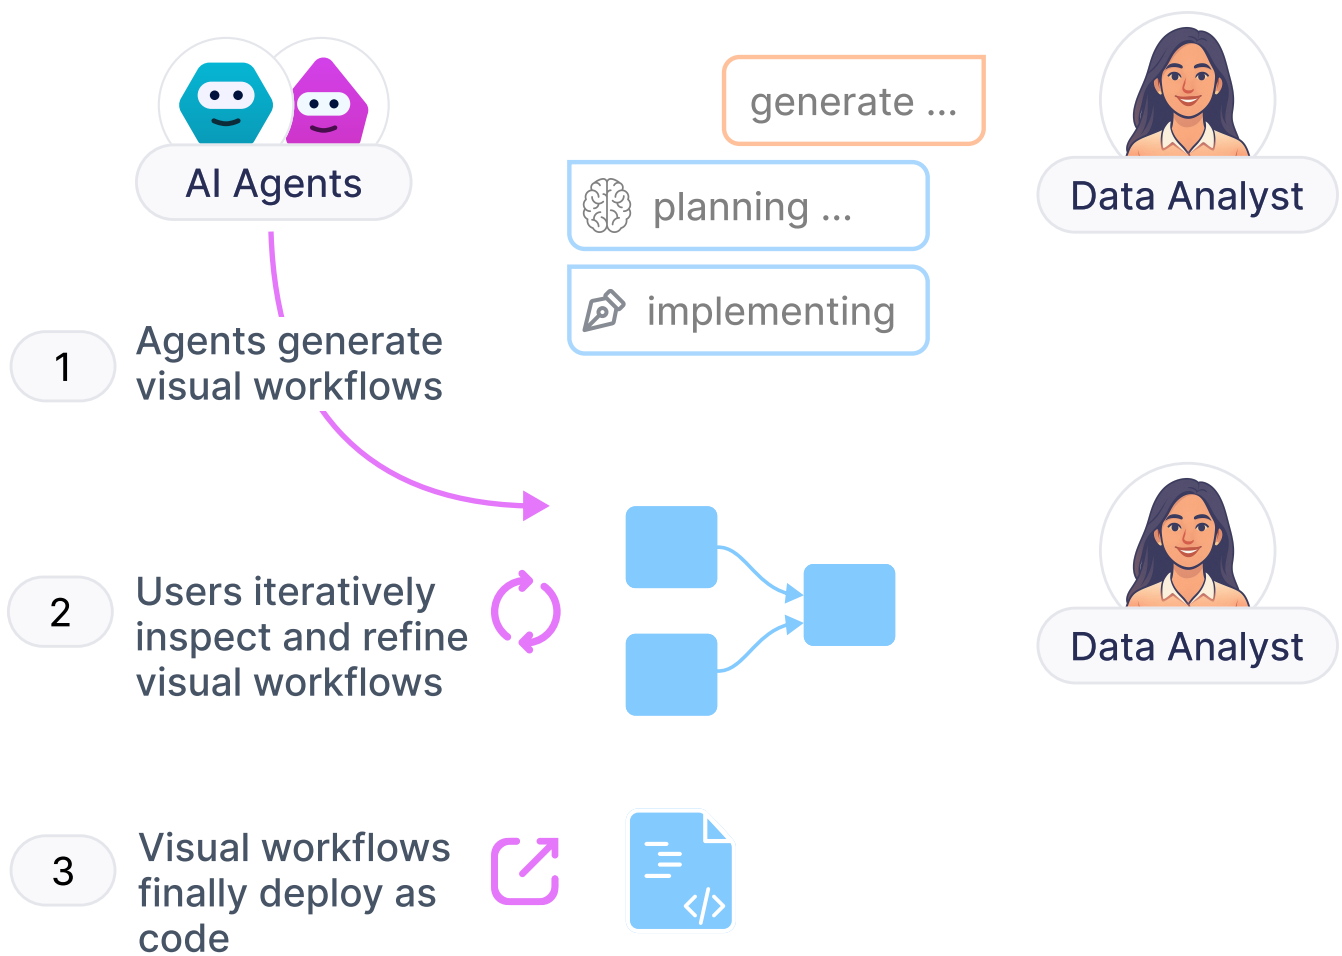 AI Agents
generate ...
Data Analyst
planning ...
implementing
1
Agents generate
visual workflows
2
Users iteratively
inspect and refine
visual workflows
</>
Data Analyst
3
Visual workflows
finally deploy as
code